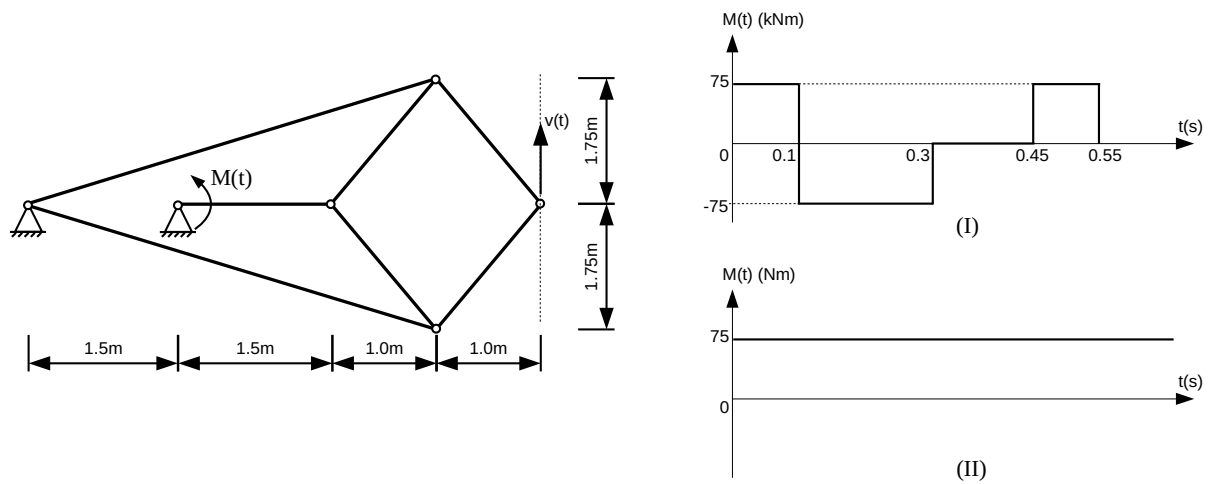 M(t)
v(t)
1.75m
1.75m
1.5m
1.5m
1.0m
1.0m
M(t) (kNm)
75
0
-75
0.1
0.3
0.45
0.55
t(s)
(I)
M(t) (Nm)
75
0
t(s)
(II)